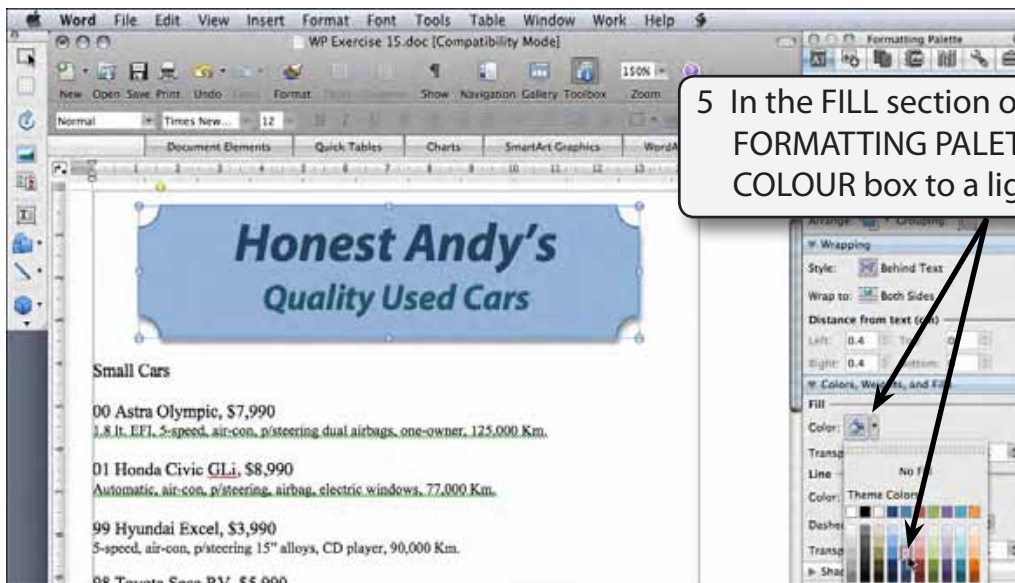 Word File Edit View Insert Format Font Tools Table Window Work Help
WP Exercise 15.doc [Compatibility Mode]
Formatting Palette
150%
New Open Save Print Undo Format Show Navigation Gallery Toolbox Zoom
Normal Times New... 12
Document Elements Quick Tables Charts SmartArt Graphics WordA
5 In the FILL section o
FORMATTING PALET
COLOUR box to a lig
Honest Andy's
Quality Used Cars
Small Cars
00 Astra Olympic, $7,990
1.8 lt. EFI, 5-speed, air-con, p/steering dual airbags, one-owner, 125,000 Km.
01 Honda Civic GLi, $8,990
Automatic, air-con, p/steering, airbag, electric windows, 77,000 Km.
99 Hyundai Excel, $3,990
5-speed, air-con, p/steering 15" alloys, CD player, 90,000 Km.
Wrapping
Style: Behind Text
Wrap to: Both Sides
Distance from text (cm)
Left: 0.4
Right: 0.4
Colors, Weights, and Fill
Fill
Color:
Transp
No Fill
Line
Color: Theme Colors
Dashed
Transp
Shad